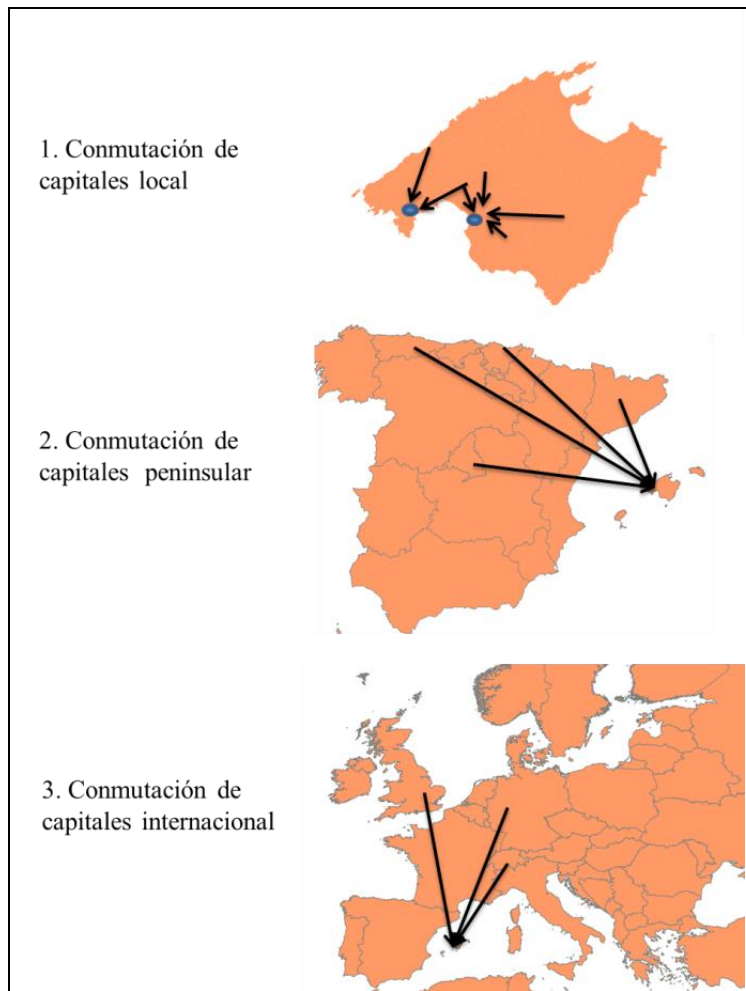 1. Conmutación de
capitales local
2. Conmutación de
capitales peninsular
3. Conmutación de
capitales internacional